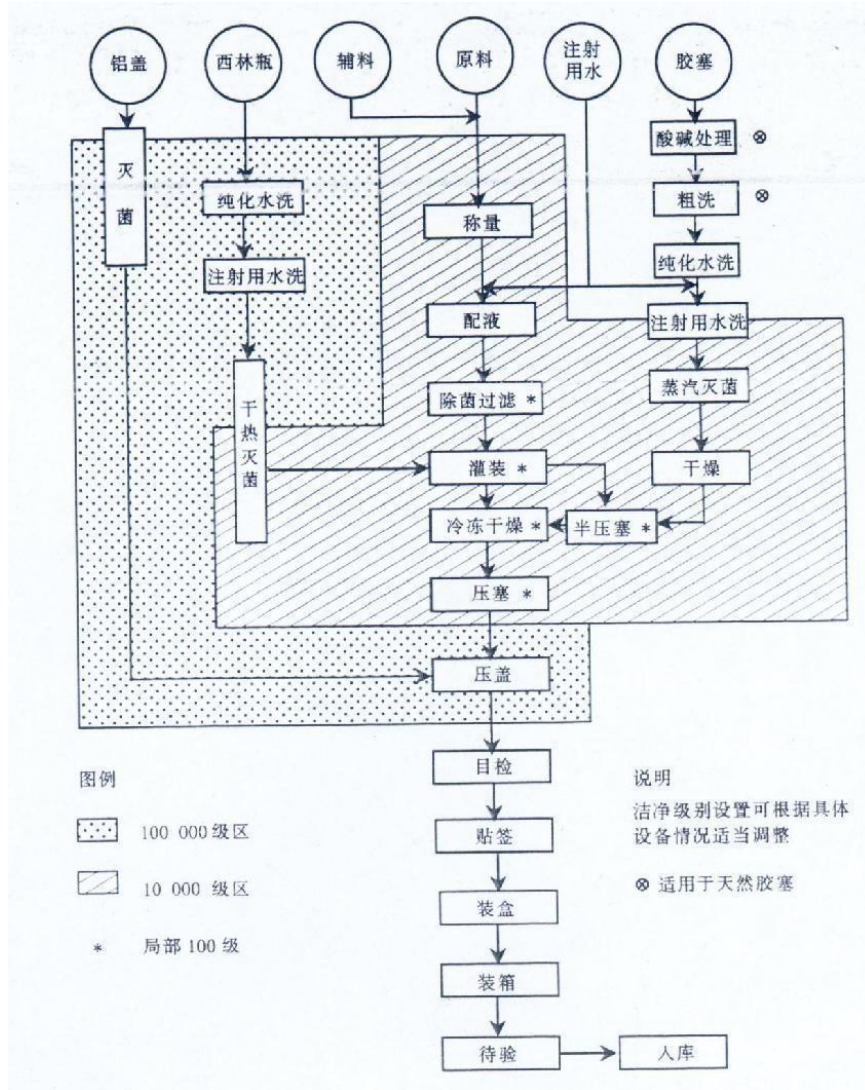 铝盖
西林瓶
辅料
原料
注射
用水
胶塞
酸碱处理 ⊗
灭
菌
纯化水洗
粗洗 ⊗
称量
纯化水洗
注射用水洗
配液
注射用水洗
干
热
灭
菌
除菌过滤 *
蒸汽灭菌
灌装 *
干燥
冷冻干燥 *
半压塞 *
压塞 *
压盖
目检
图例
说明
洁净级别设置可根据具体
设备情况适当调整
100 000级区
贴签
10 000 级区
⊗ 适用于天然胶塞
装盒
* 局部100级
装箱
待验
入库